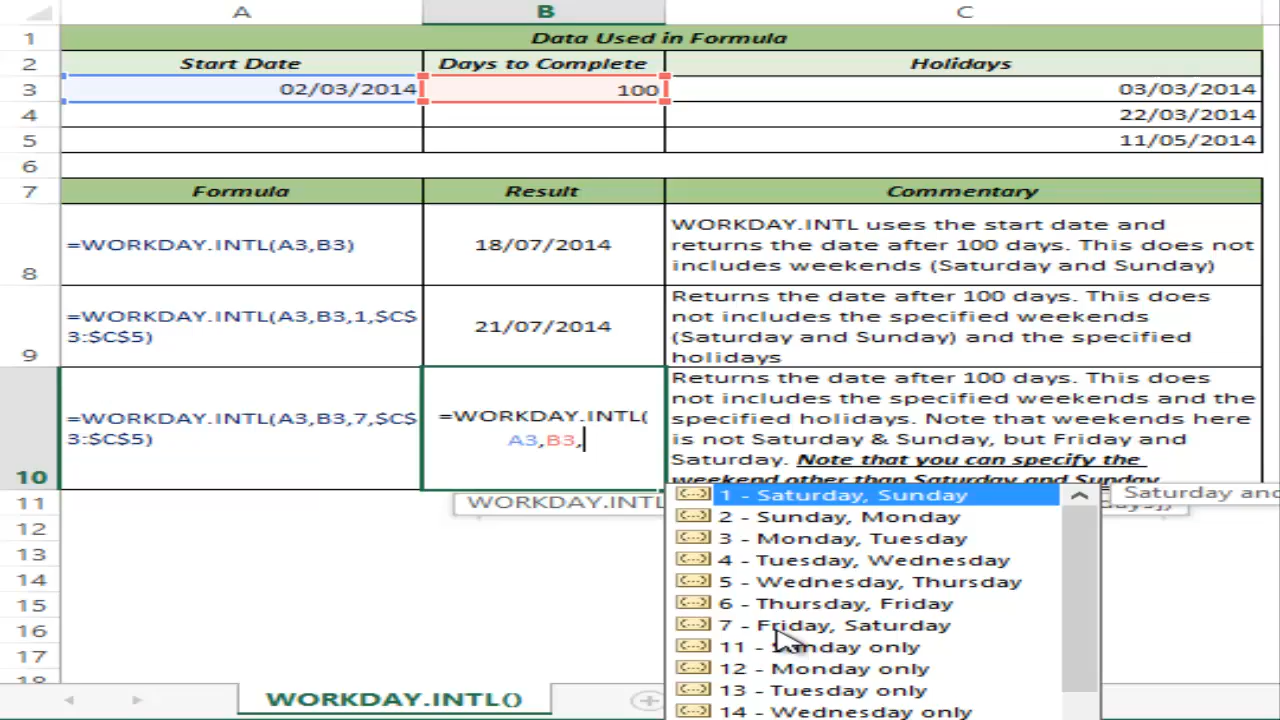 A B C
1 Data Used in Formula
2 Start Date Days to Complete Holidays
3 02/03/2014 100 03/03/2014
4 22/03/2014
5 11/05/2014
6
7 Formula Result Commentary
WORKDAY.INTL uses the start date and
=WORKDAY.INTL(A3,B3) 18/07/2014 returns the date after 100 days. This does not
8 includes weekends (Saturday and Sunday)
Returns the date after 100 days. This does
=WORKDAY.INTL(A3,B3,1,$C$ 21/07/2014 not includes the specified weekends
3:$C$5) (Saturday and Sunday) and the specified
9 holidays
Returns the date after 100 days. This does
not includes the specified weekends and the
=WORKDAY.INTL(A3,B3,7,$C$ =WORKDAY.INTL( specified holidays. Note that weekends here
3:$C$5) A3,B3, is not Saturday & Sunday, but Friday and
Saturday. Note that you can specify the
10 weekend other than Saturday and Sunday
11 WORKDAY.INTL 1 - Saturday, Sunday Saturday and
12 2 - Sunday, Monday
13 3 - Monday, Tuesday
14 4 - Tuesday, Wednesday
15 5 - Wednesday, Thursday
6 - Thursday, Friday
16 7 - Friday, Saturday
17 11 - Sunday only
18 12 - Monday only
13 - Tuesday only
14 - Wednesday only
WORKDAY.INTL()